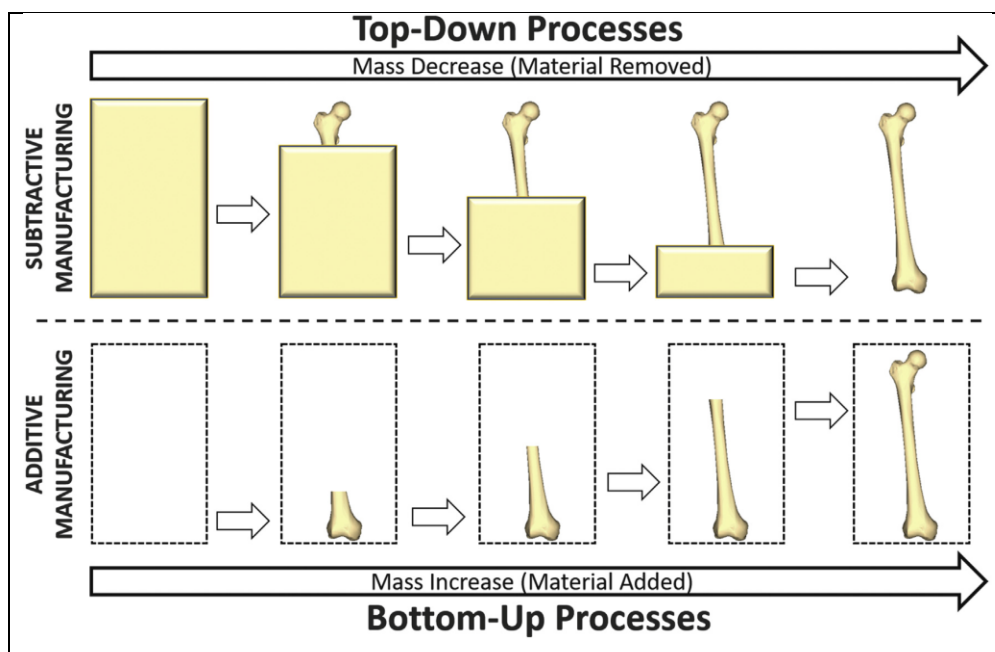 Top-Down Processes
Mass Decrease (Material Removed)
SUBTRACTIVE
MANUFACTURING
ADDITIVE
MANUFACTURING
Mass Increase (Material Added)
Bottom-Up Processes